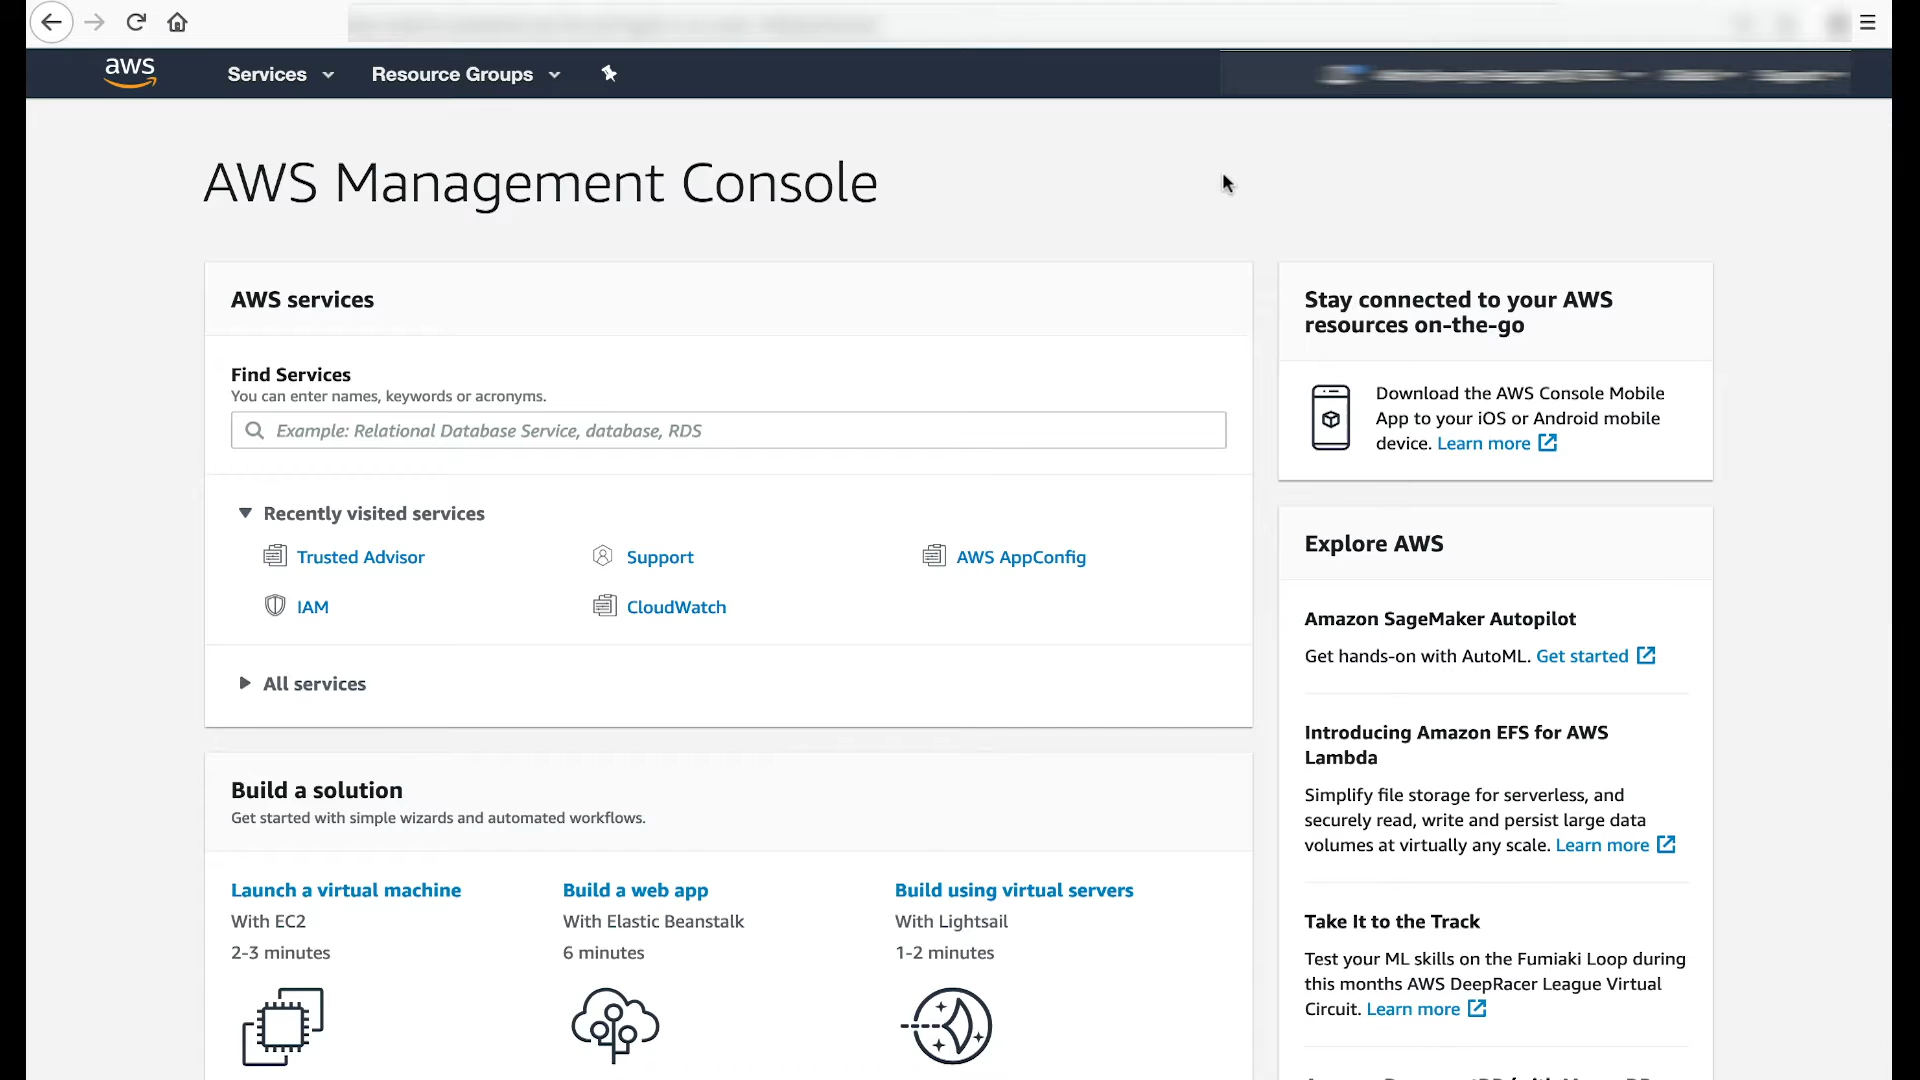 aws
Services
Resource Groups
AWS Management Console
AWS services
Find Services
You can enter names, keywords or acronyms.
Example: Relational Database Service, database, RDS
Recently visited services
Trusted Advisor
Support
AWS AppConfig
IAM
CloudWatch
All services
Build a solution
Get started with simple wizards and automated workflows.
Launch a virtual machine
With EC2
2-3 minutes
Build a web app
With Elastic Beanstalk
6 minutes
Build using virtual servers
With Lightsail
1-2 minutes
Stay connected to your AWS
resources on-the-go
Download the AWS Console Mobile
App to your iOS or Android mobile
device. Learn more
Explore AWS
Amazon SageMaker Autopilot
Get hands-on with AutoML. Get started
Introducing Amazon EFS for AWS
Lambda
Simplify file storage for serverless, and
securely read, write and persist large data
volumes at virtually any scale. Learn more
Take It to the Track
Test your ML skills on the Fumiaki Loop during
this months AWS DeepRacer League Virtual
Circuit. Learn more